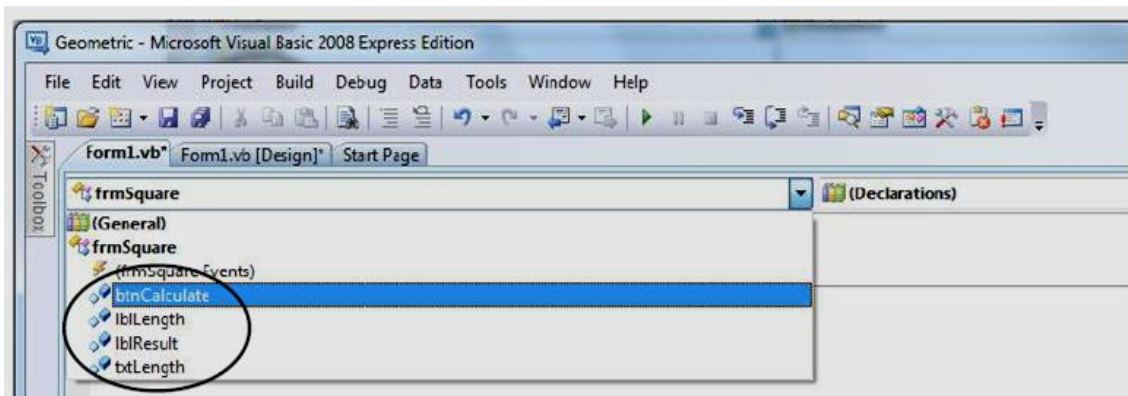 Geometric - Microsoft Visual Basic 2008 Express Edition
File Edit View Project Build Debug Data Tools Window Help
Form1.vb* Form1.vb [Design]* Start Page
Toolbox
frmSquare (Declarations)
(General)
frmSquare
(frmSquare Events)
btnCalculate
lblLength
lblResult
txtLength